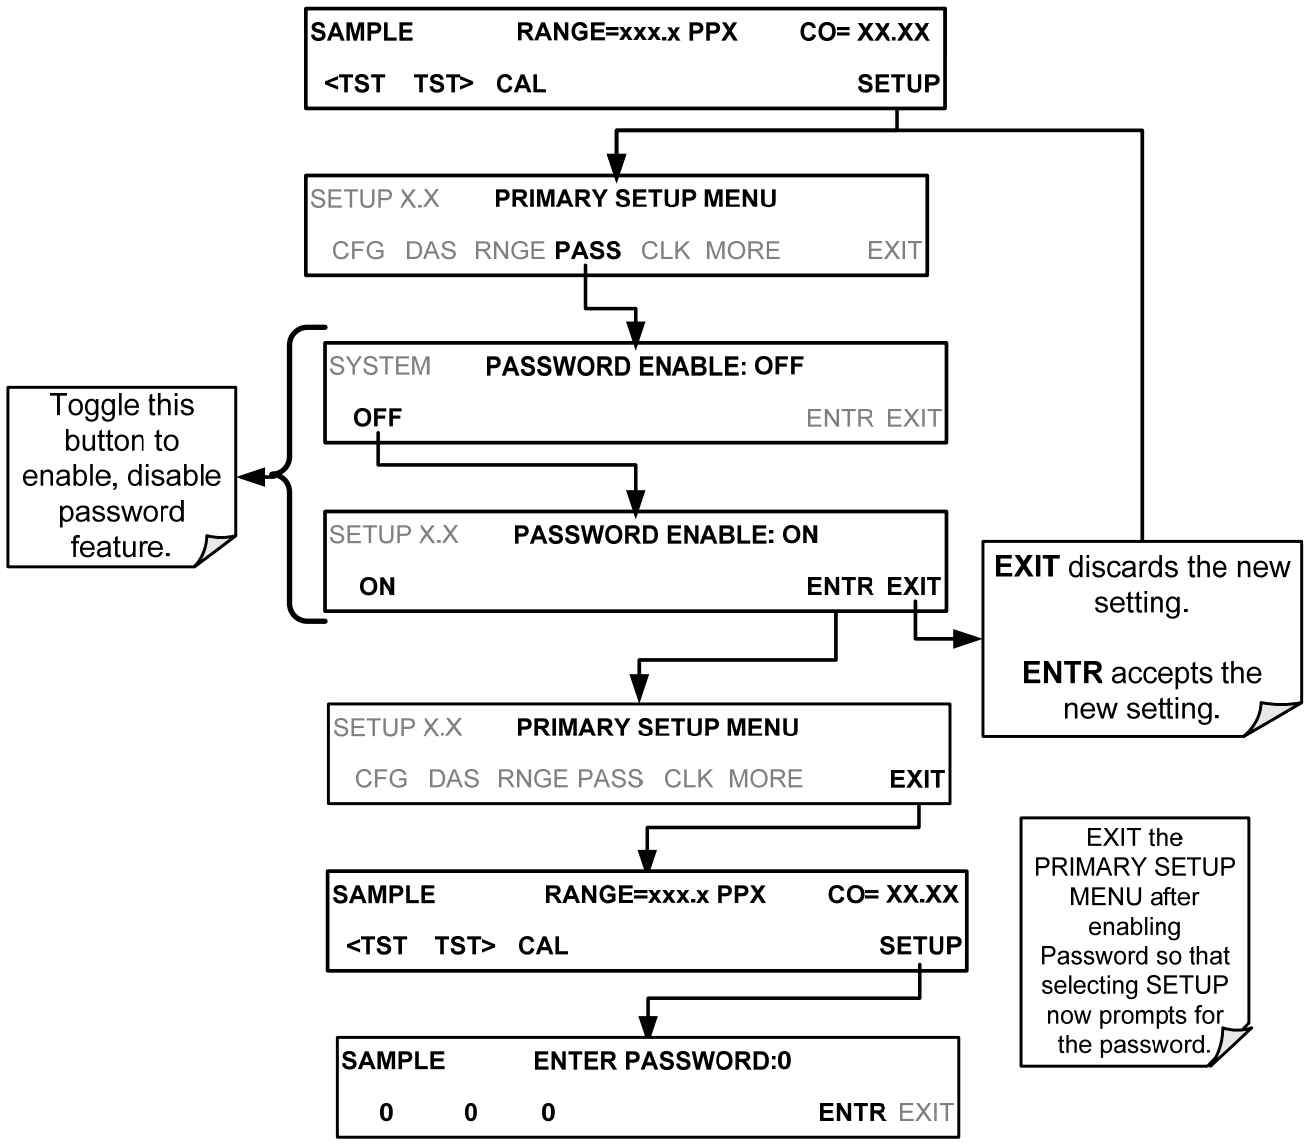 SAMPLE RANGE=xxx.x PPX CO= XX.XX
<TST TST> CAL SETUP
SETUP X.X PRIMARY SETUP MENU
CFG DAS RNGE PASS CLK MORE EXIT
SYSTEM PASSWORD ENABLE: OFF
OFF ENTR EXIT
Toggle this
button to
enable, disable
password
feature.
SETUP X.X PASSWORD ENABLE: ON
ON ENTR EXIT
EXIT discards the new
setting.
ENTR accepts the
new setting.
SETUP X.X PRIMARY SETUP MENU
CFG DAS RNGE PASS CLK MORE EXIT
SAMPLE RANGE=xxx.x PPX CO= XX.XX
<TST TST> CAL SETUP
EXIT the
PRIMARY SETUP
MENU after
enabling
Password so that
selecting SETUP
now prompts for
the password.
SAMPLE ENTER PASSWORD:0
0 0 0 ENTR EXIT